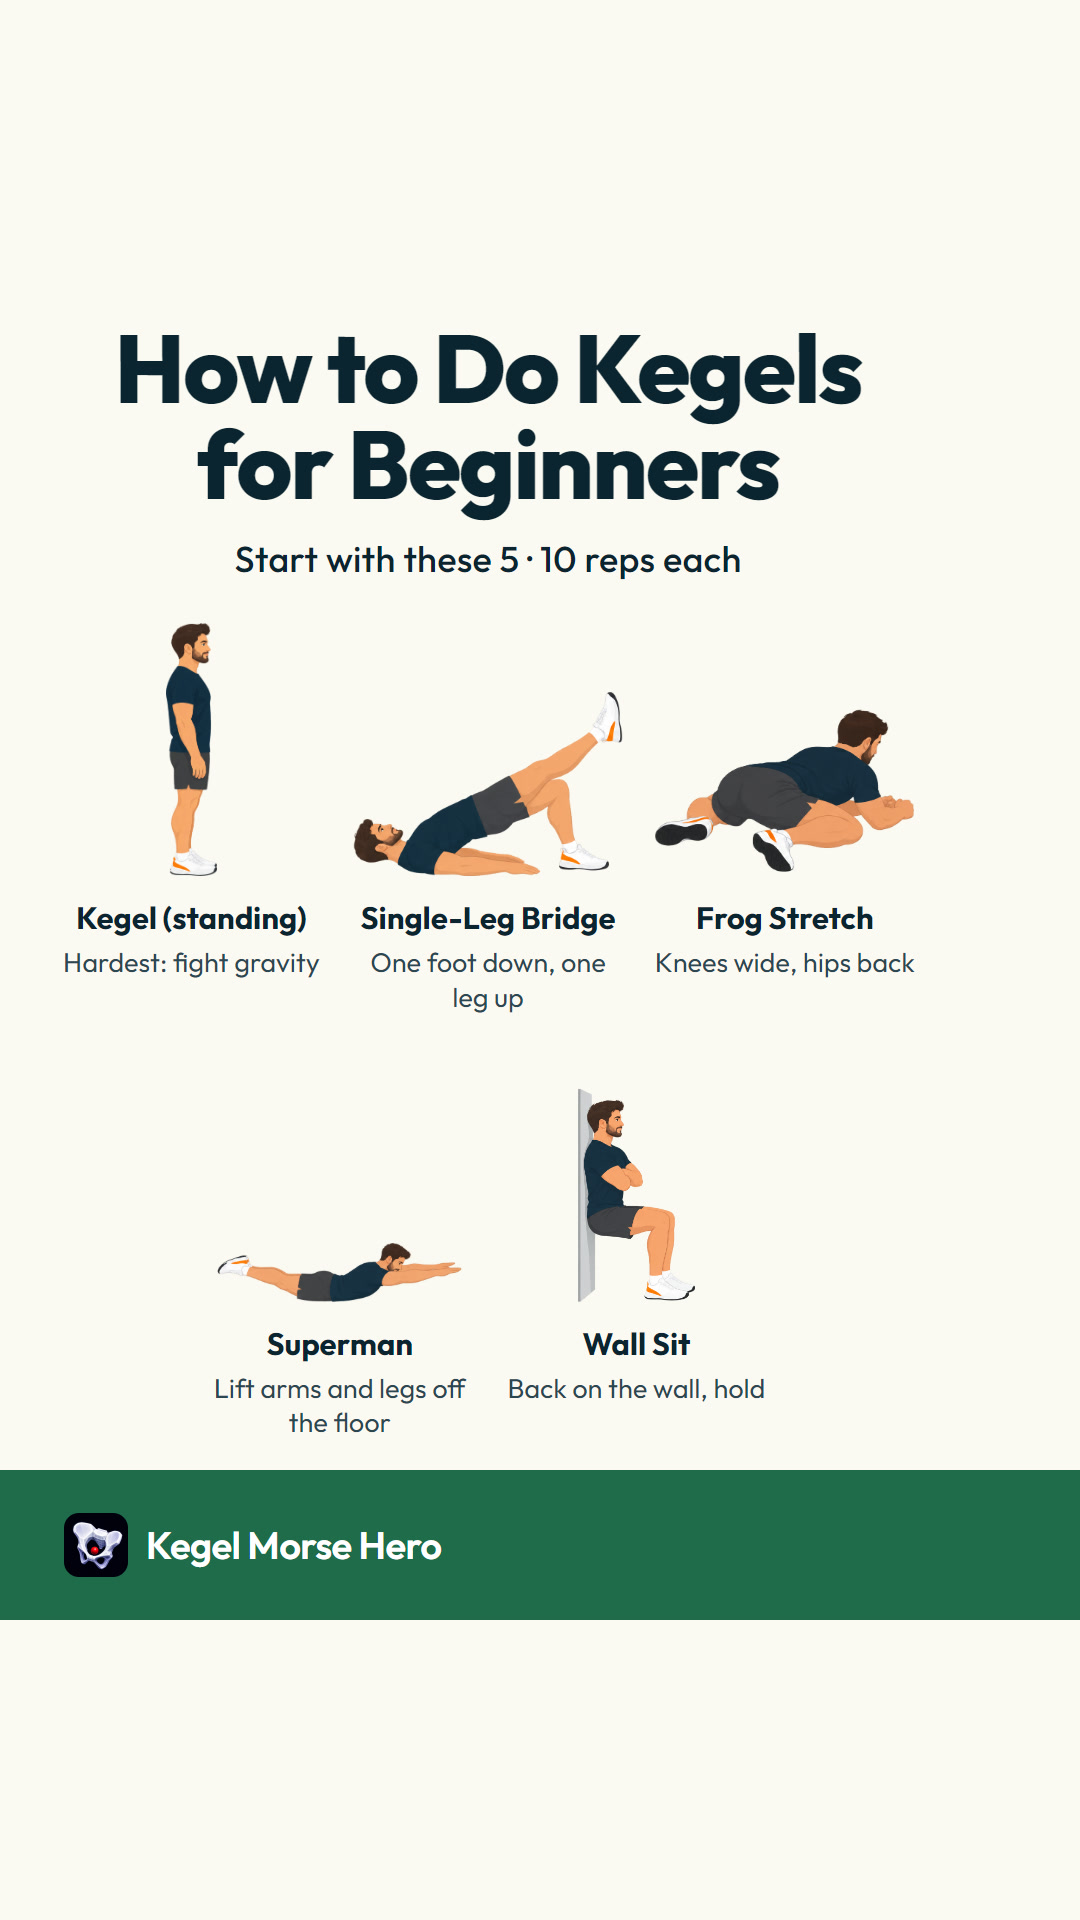 How to Do Kegels
for Beginners
Start with these 5 · 10 reps each
Kegel (standing)
Hardest: fight gravity
Single-Leg Bridge
One foot down, one
leg up
Frog Stretch
Knees wide, hips back
Superman
Lift arms and legs off
the floor
Wall Sit
Back on the wall, hold
Kegel Morse Hero